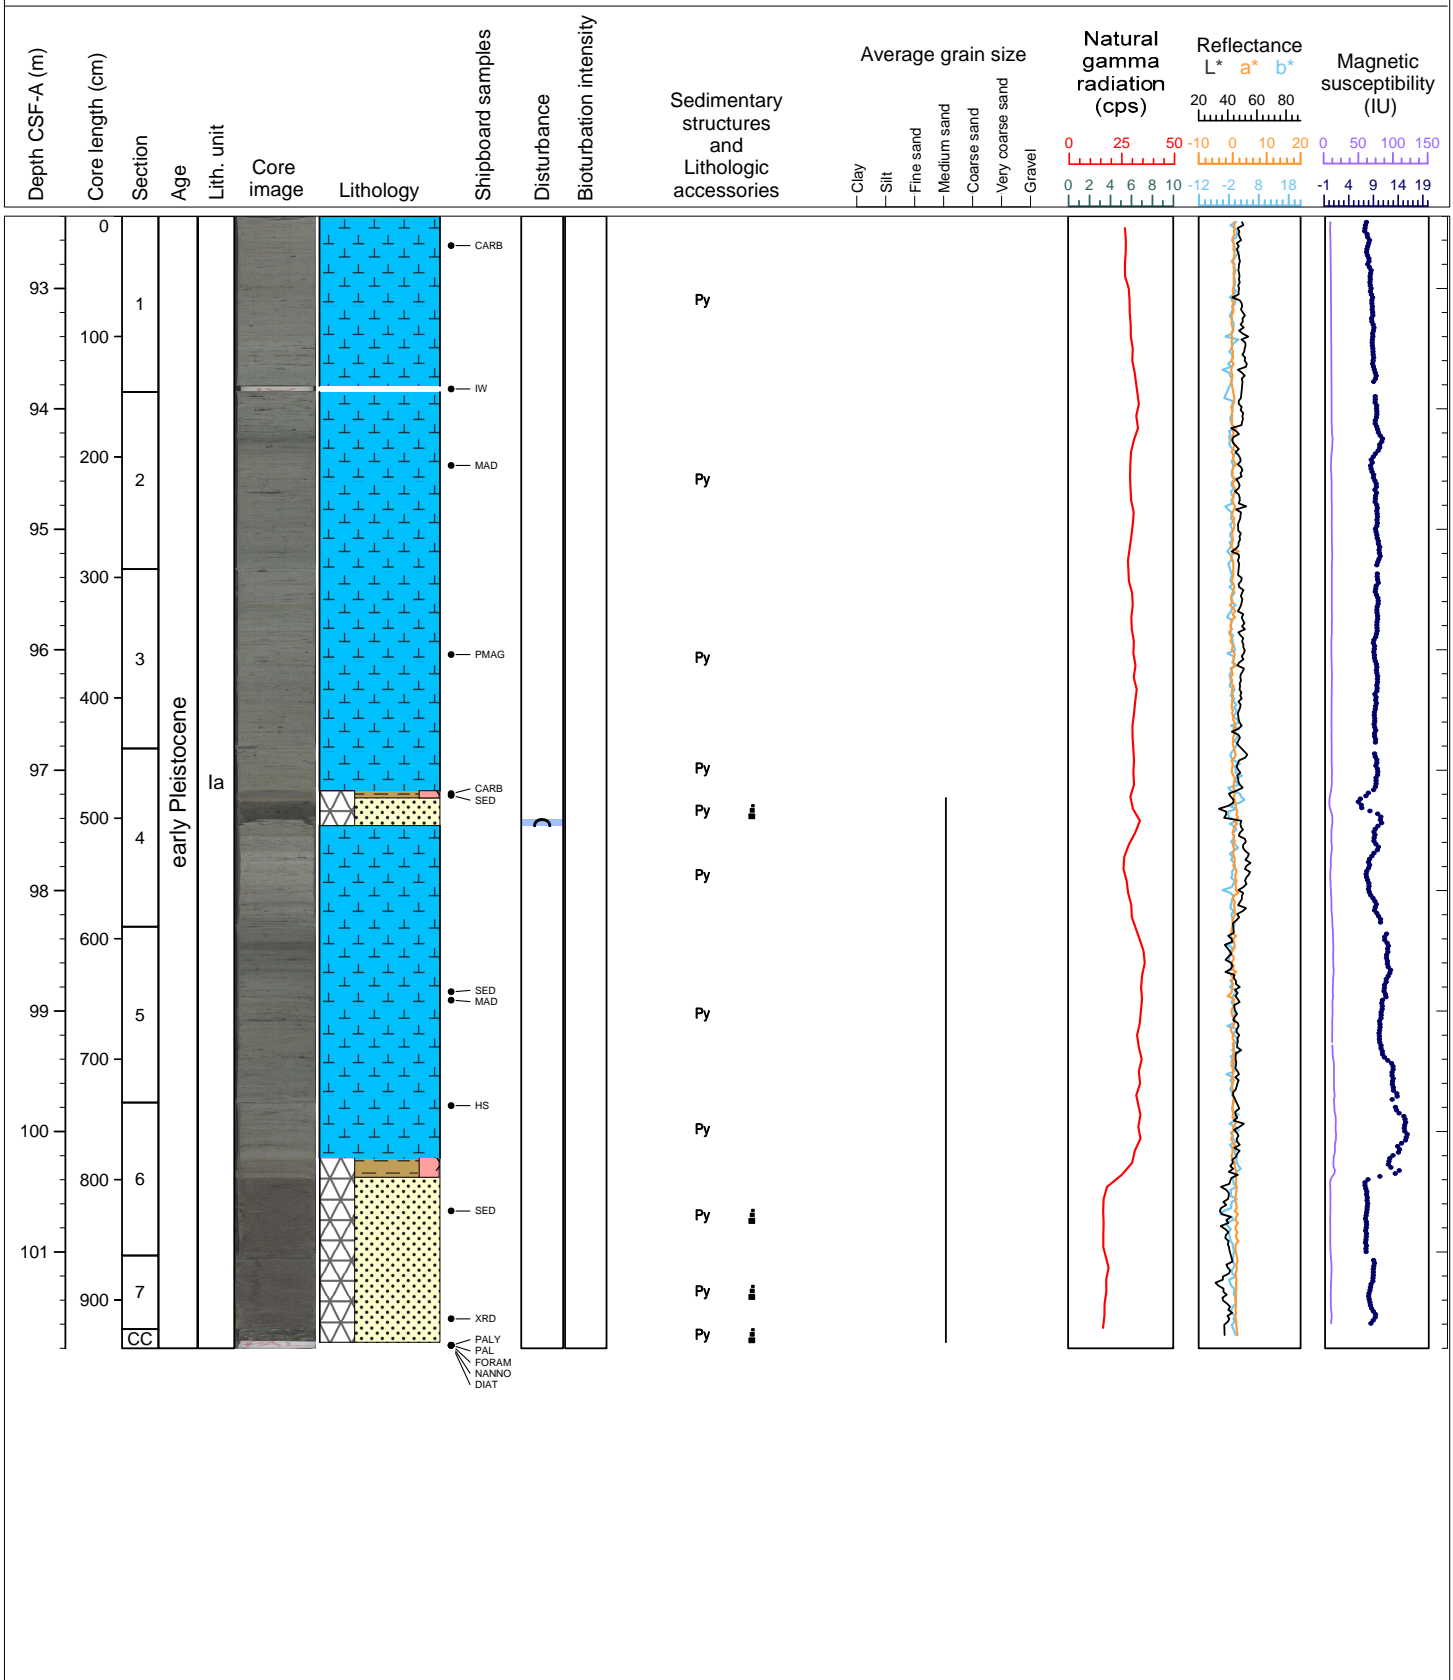 Depth CSF-A (m)
Core length (cm)
Section
Age
Lith. unit
Core
image
Lithology
Shipboard samples
Disturbance
Bioturbation intensity
Sedimentary
structures
and
Lithologic
accessories
Average grain size
Clay
Silt
Fine sand
Medium sand
Coarse sand
Very coarse sand
Gravel
Natural
gamma
radiation
(cps)
0 25 50
0 2 4 6 8 10
Reflectance
L* a* b*
20 40 60 80
-10 0 10 20
-12 -2 8 18
Magnetic
susceptibility
(IU)
0 50 100 150
-1 4 9 14 19
93
94
95
96
97
98
99
100
101
0
100
200
300
400
500
600
700
800
900
1
2
3
4
5
6
7
CC
early Pleistocene
Ia
CARB
IW
MAD
PMAG
CARB
SED
SED
MAD
HS
SED
XRD
PALY
PAL
FORAM
NANNO
DIAT
Py
Py
Py
Py
Py
Py
Py
Py
Py
Py
Py